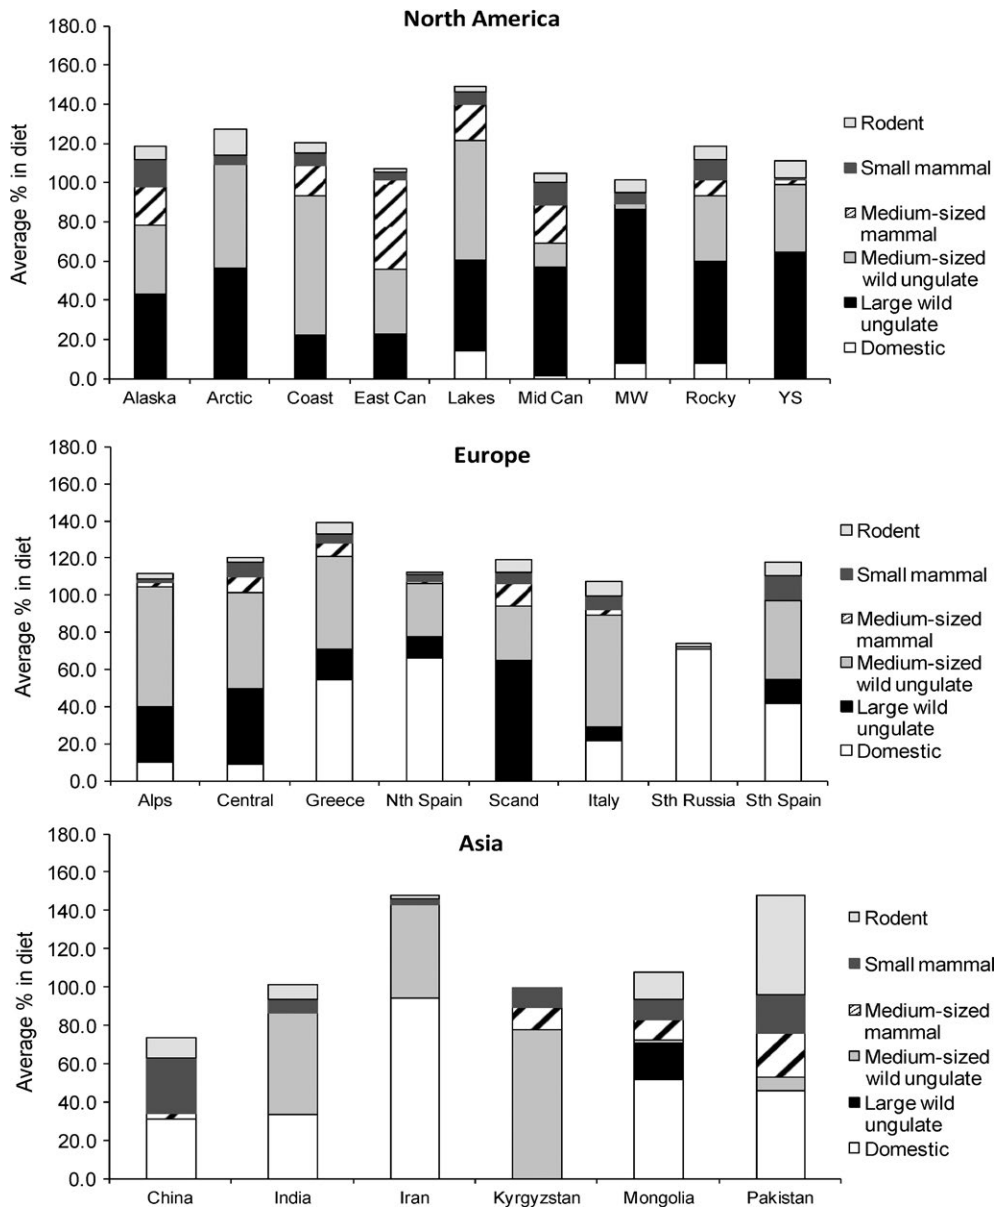 North America
180.0
160.0
140.0
120.0
100.0
80.0
60.0
40.0
20.0
0.0
Average % in diet
Alaska Arctic Coast East Can Lakes Mid Can MW Rocky YS
Rodent
Small mammal
Medium-sized
mammal
Medium-sized
wild ungulate
Large wild
ungulate
Domestic
Europe
180.0
160.0
140.0
120.0
100.0
80.0
60.0
40.0
20.0
0.0
Average % in diet
Alps Central Greece Nth Spain Scand Italy Sth Russia Sth Spain
Rodent
Small mammal
Medium-sized
mammal
Medium-sized
wild ungulate
Large wild
ungulate
Domestic
Asia
180.0
160.0
140.0
120.0
100.0
80.0
60.0
40.0
20.0
0.0
Average % in diet
China India Iran Kyrgyzstan Mongolia Pakistan
Rodent
Small mammal
Medium-sized
mammal
Medium-sized
wild ungulate
Large wild
ungulate
Domestic